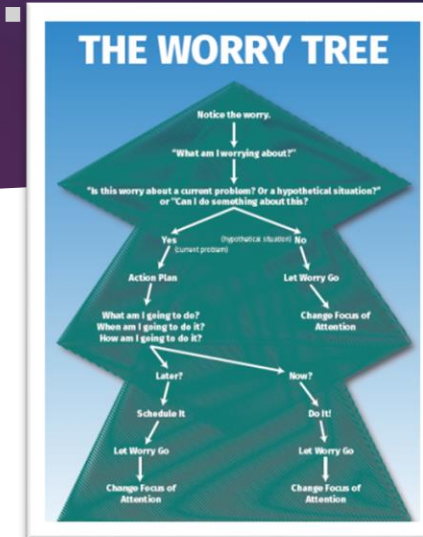 THE WORRY TREE
Notice the worry.
"What am I worrying about?"
"Is this worry about a current problem? Or a hypothetical situation?"
or "Can I do something about this?
Yes (hypothetical situation) No
(current problem)
Action Plan Let Worry Go
What am I going to do?
When am I going to do it?
How am I going to do it?
Change Focus of
Attention
Later? Now?
Schedule It Do It!
Let Worry Go Let Worry Go
Change Focus of Change Focus of
Attention Attention